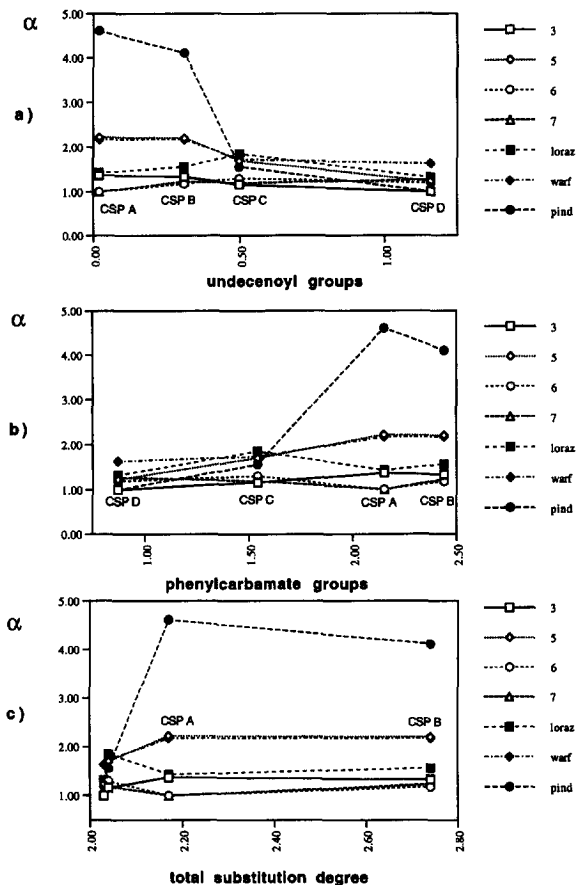 α
a)
5.00
4.00
3.00
2.00
1.00
0.00
CSP A
CSP B
CSP C
CSP D
0.00
0.50
1.00
undecenoyl groups
3
5
6
7
loraz
warf
pind
α
b)
5.00
4.00
3.00
2.00
1.00
0.00
CSP D
CSP C
CSP A
CSP B
1.00
1.50
2.00
2.50
phenylcarbamate groups
3
5
6
7
loraz
warf
pind
α
c)
5.00
4.00
3.00
2.00
1.00
CSP A
CSP B
2.00
2.20
2.40
2.60
2.80
total substitution degree
3
5
6
7
loraz
warf
pind